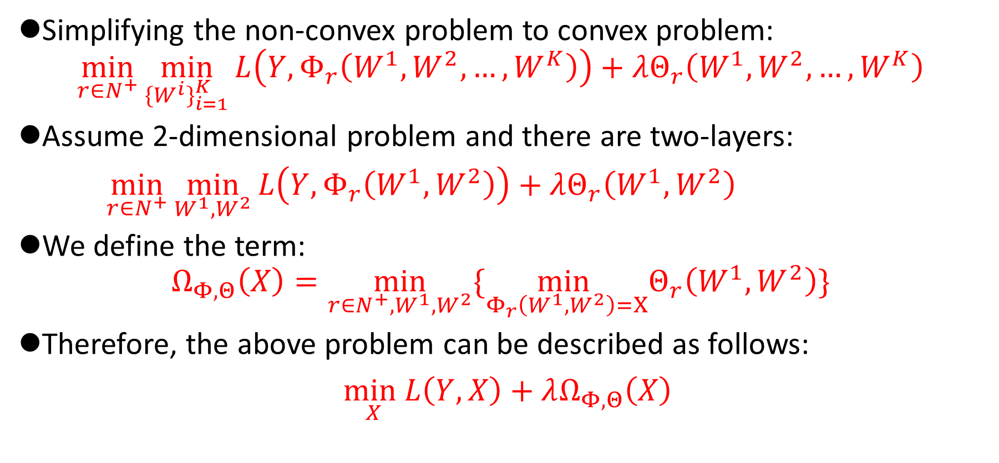 ●Simplifying the non-convex problem to convex problem:
min_{r∈N⁺} min_{{W^i}_{i=1}^K} L(Y, Φ_r(W^1, W^2, … , W^K)) + λΘ_r(W^1, W^2, … , W^K)
●Assume 2-dimensional problem and there are two-layers:
min_{r∈N⁺} min_{W^1,W^2} L(Y, Φ_r(W^1, W^2)) + λΘ_r(W^1, W^2)
●We define the term:
Ω_{Φ,Θ}(X) = min_{r∈N⁺,W^1,W^2} { min_{Φ_r(W^1,W^2)=X} Θ_r(W^1, W^2)}
●Therefore, the above problem can be described as follows:
min_X L(Y, X) + λΩ_{Φ,Θ}(X)